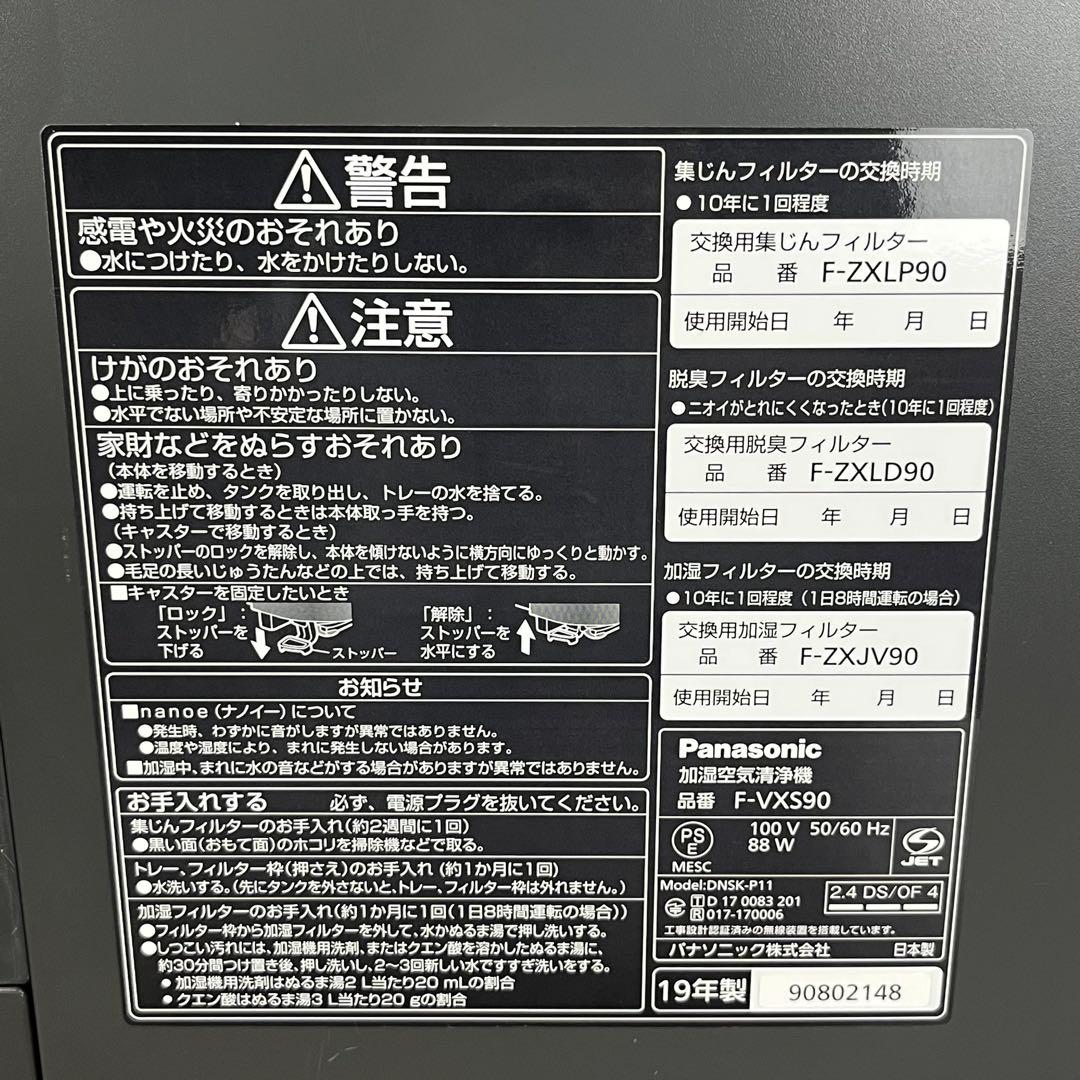 警告
感電や火災のおそれあり
●水につけたり、水をかけたりしない。
注意
けがのおそれあり
●上に乗ったり、寄りかかったりしない。
●水平でない場所や不安定な場所に置かない。
家財などをぬらすおそれあり
(本体を移動するとき)
●運転を止め、タンクを取り出し、トレーの水を捨てる。
●持ち上げて移動するときは本体取っ手を持つ。
(キャスターで移動するとき)
●ストッパーのロックを解除し、本体を傾けないように横方向にゆっくりと動かす。
●毛足の長いじゅうたんなどの上では、持ち上げて移動する。
■キャスターを固定したいとき
「ロック」:
ストッパーを
下げる
ストッパー
「解除」:
ストッパーを
水平にする
お知らせ
■nanoe(ナノイー)について
●発生時、わずかに音がしますが異常ではありません。
●温度や湿度により、まれに発生しない場合があります。
■加湿中、まれに水の音などがする場合がありますが異常ではありません。
お手入れする 必ず、電源プラグを抜いてください。
集じんフィルターのお手入れ(約2週間に1回)
●黒い面(おもて面)のホコリを掃除機などで取る。
トレー、フィルター枠(押さえ)のお手入れ (約1か月に1回)
●水洗いする。(先にタンクを外さないと、トレー、フィルター枠は外れません。)
加湿フィルターのお手入れ(約1か月に1回(1日8時間運転の場合))
●フィルター枠から加湿フィルターを外して、水かぬるま湯で押し洗いする。
●しつこい汚れには、加湿機用洗剤、またはクエン酸を溶かしたぬるま湯に、
約30分間つけ置き後、押し洗いし、2~3回新しい水ですすぎ洗いをする。
• 加湿機用洗剤はぬるま湯2 L当たり20 mLの割合
• クエン酸はぬるま湯3 L当たり20 gの割合
集じんフィルターの交換時期
● 10年に1回程度
交換用集じんフィルター
品 番 F-ZXLP90
使用開始日 年 月 日
脱臭フィルターの交換時期
● ニオイがとれにくくなったとき(10年に1回程度)
交換用脱臭フィルター
品 番 F-ZXLD90
使用開始日 年 月 日
加湿フィルターの交換時期
● 10年に1回程度 (1日8時間運転の場合)
交換用加湿フィルター
品 番 F-ZXJV90
使用開始日 年 月 日
Panasonic
加湿空気清浄機
品番 F-VXS90
PS
E
MESC
100 V 50/60 Hz
88 W
JET
Model:DNSK-P11
T D 17 0083 201
R 017-170006
2.4 DS/OF 4
工事設計認証済みの無線装置を搭載しています。
パナソニック株式会社 日本製
19年製 90802148